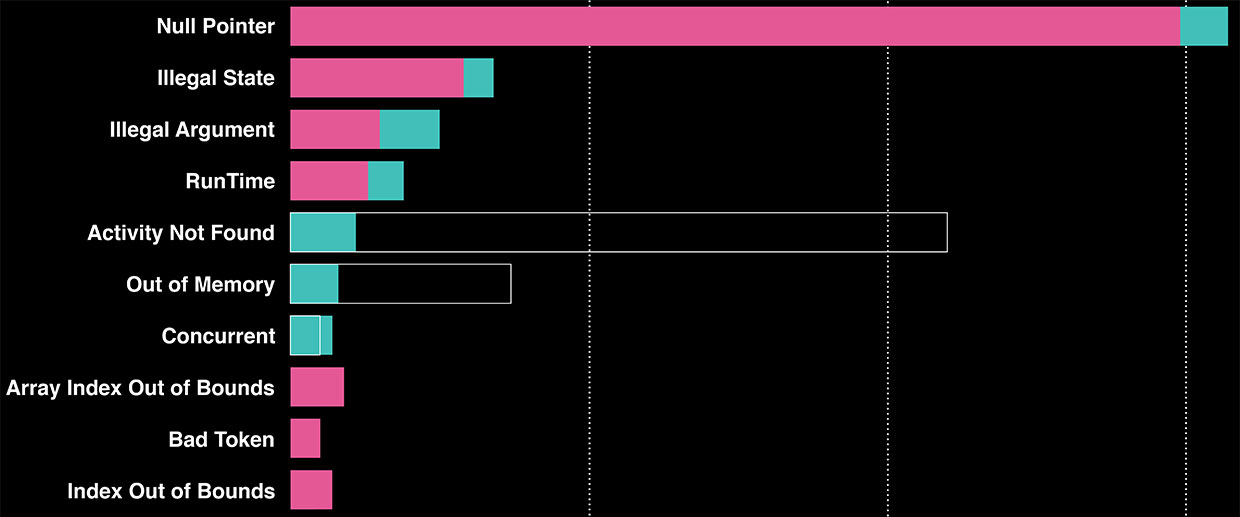 Null Pointer
Illegal State
Illegal Argument
RunTime
Activity Not Found
Out of Memory
Concurrent
Array Index Out of Bounds
Bad Token
Index Out of Bounds